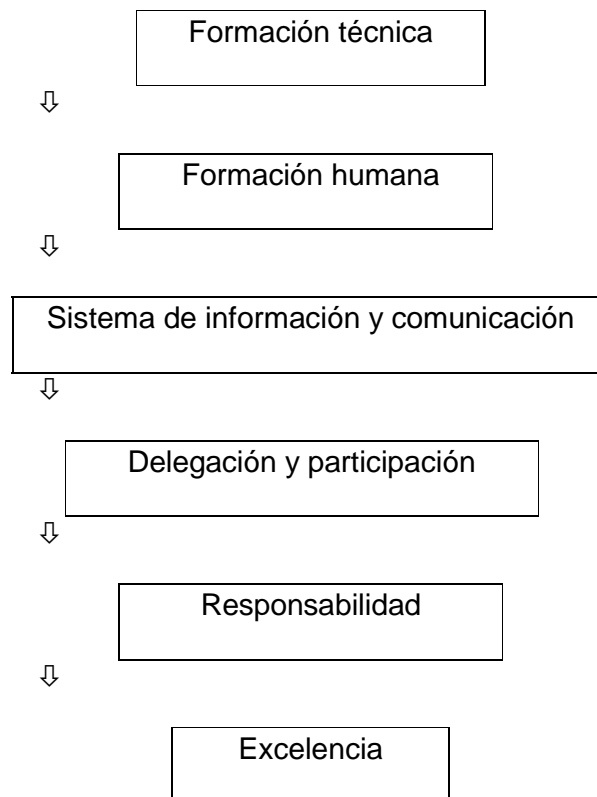 Formación técnica
⇩
Formación humana
⇩
Sistema de información y comunicación
⇩
Delegación y participación
⇩
Responsabilidad
⇩
Excelencia